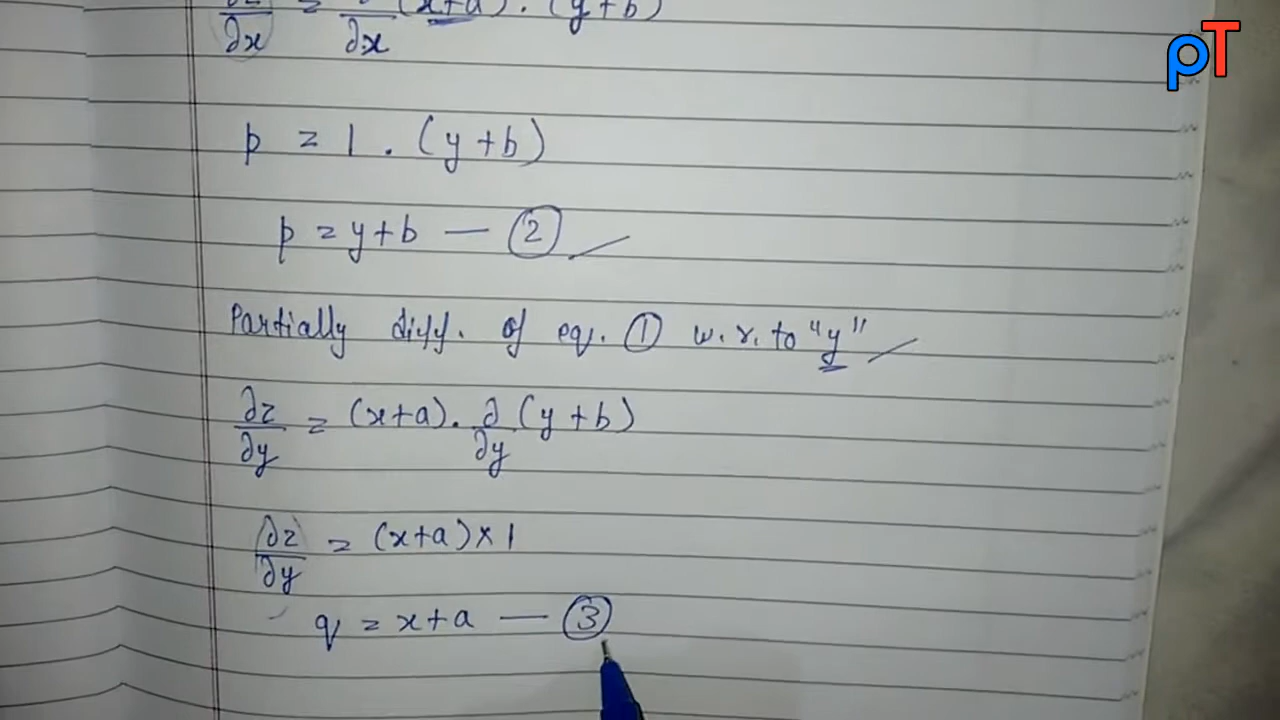 ∂z/∂x = ∂/∂x (x+a) . (y+b)
pT
p = 1 . (y+b)
p = y+b — ②
Partially diff. of eq. ① w.r. to "y"
∂z/∂y = (x+a) . ∂/∂y (y+b)
∂z/∂y = (x+a) × 1
q = x+a — ③